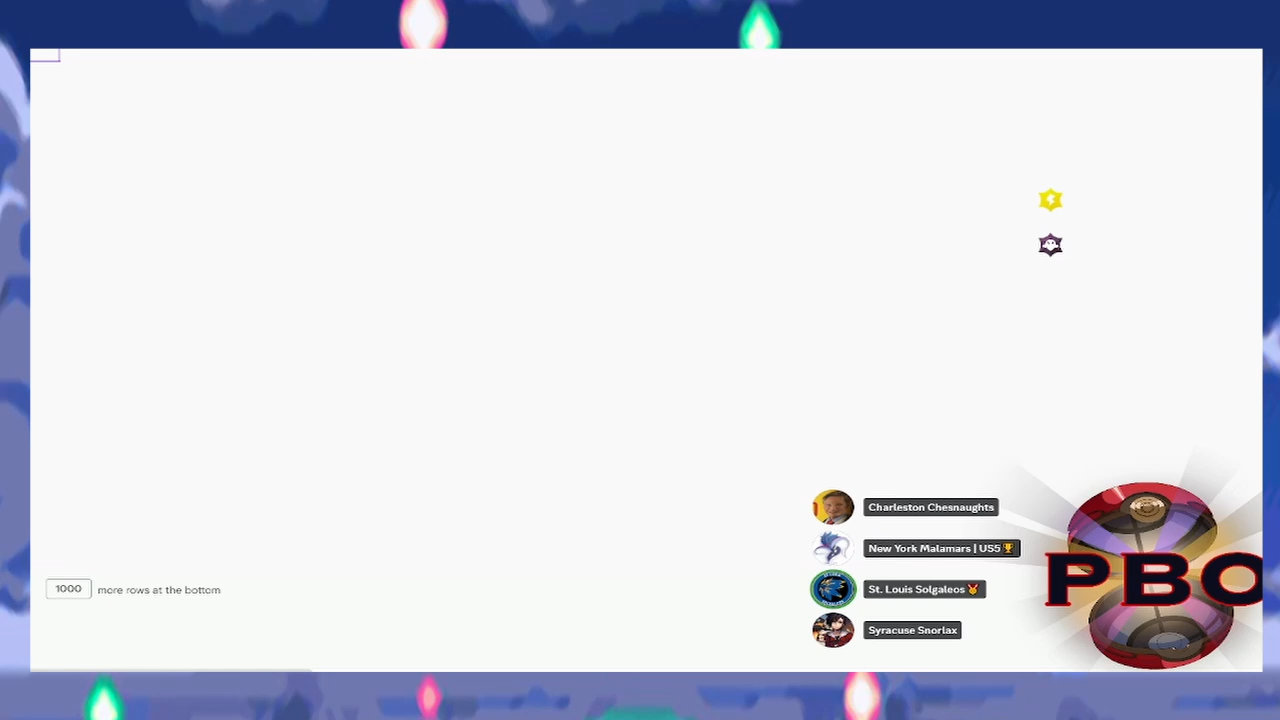 Charleston Chesnaughts
New York Malamars | US5🏆
St. Louis Solgaleos🥇
Syracuse Snorlax
PBO
1000 more rows at the bottom